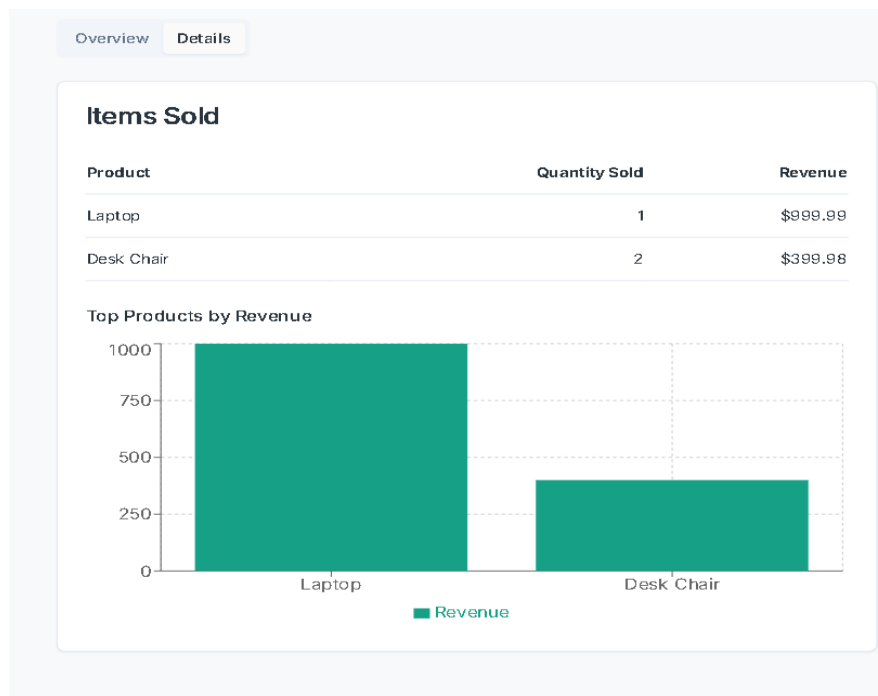 Overview Details
Items Sold
Product Quantity Sold Revenue
Laptop 1 $999.99
Desk Chair 2 $399.98
Top Products by Revenue
1000
750
500
250
0
Laptop Desk Chair
Revenue